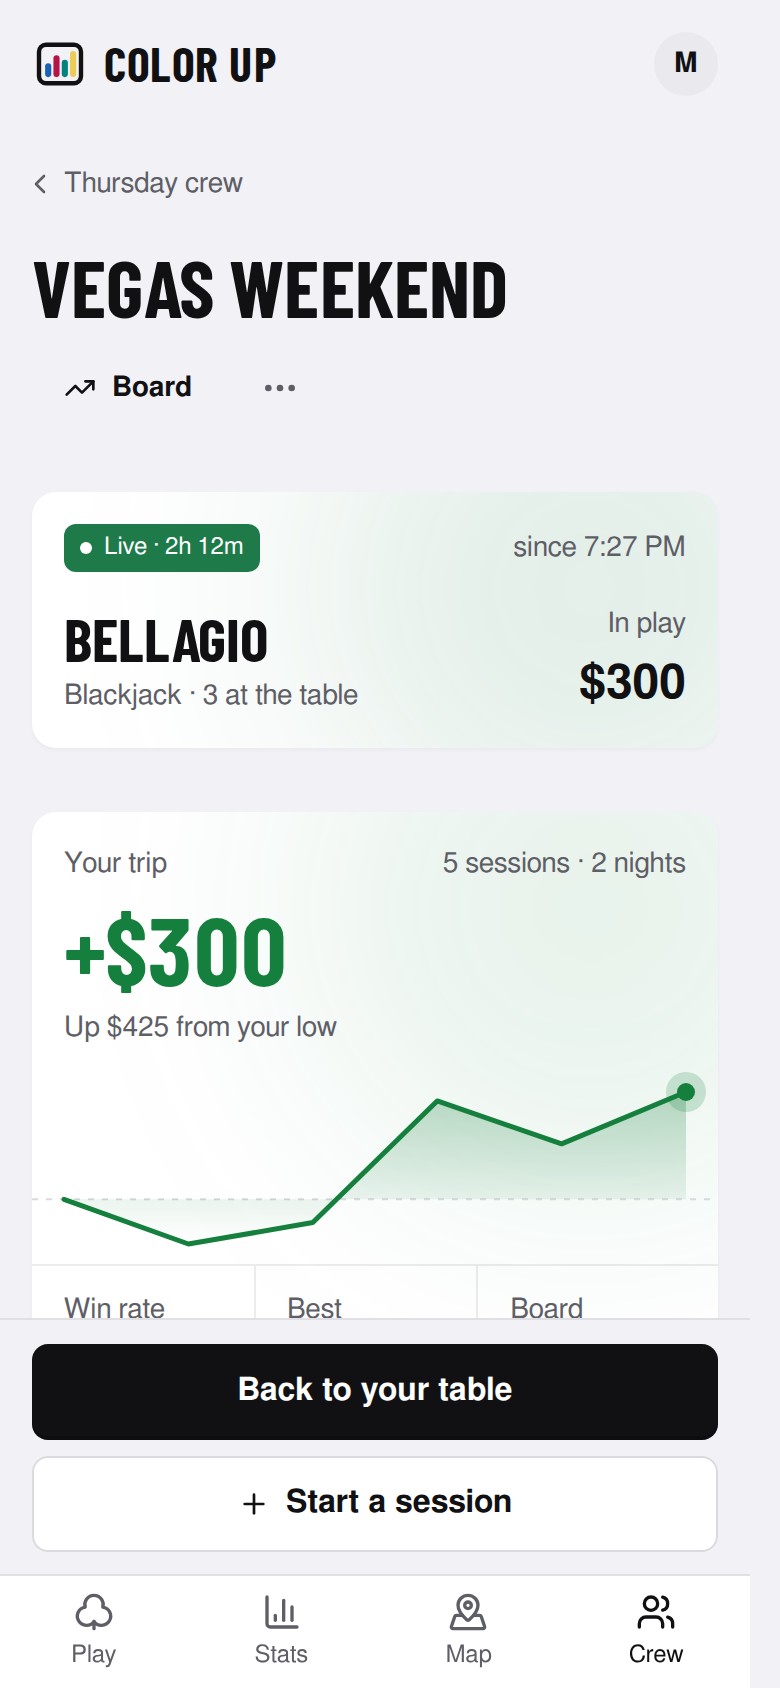 COLOR UP
M
Thursday crew
VEGAS WEEKEND
Board
Live · 2h 12m
since 7:27 PM
BELLAGIO
In play
Blackjack · 3 at the table
$300
Your trip
5 sessions · 2 nights
+$300
Up $425 from your low
Win rate
Best
Board
Back to your table
Start a session
Play
Stats
Map
Crew